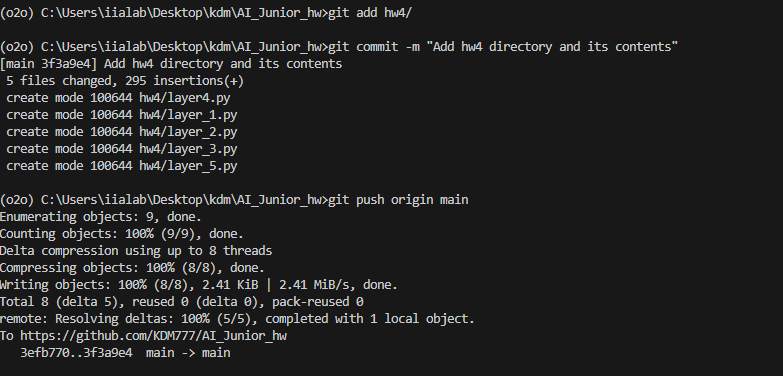 (o2o) C:\Users\iialab\Desktop\kdm\AI_Junior_hw>git add hw4/
(o2o) C:\Users\iialab\Desktop\kdm\AI_Junior_hw>git commit -m "Add hw4 directory and its contents"
[main 3f3a9e4] Add hw4 directory and its contents
 5 files changed, 295 insertions(+)
 create mode 100644 hw4/layer4.py
 create mode 100644 hw4/layer_1.py
 create mode 100644 hw4/layer_2.py
 create mode 100644 hw4/layer_3.py
 create mode 100644 hw4/layer_5.py
(o2o) C:\Users\iialab\Desktop\kdm\AI_Junior_hw>git push origin main
Enumerating objects: 9, done.
Counting objects: 100% (9/9), done.
Delta compression using up to 8 threads
Compressing objects: 100% (8/8), done.
Writing objects: 100% (8/8), 2.41 KiB | 2.41 MiB/s, done.
Total 8 (delta 5), reused 0 (delta 0), pack-reused 0
remote: Resolving deltas: 100% (5/5), completed with 1 local object.
To https://github.com/KDM777/AI_Junior_hw
   3efb770..3f3a9e4  main -> main